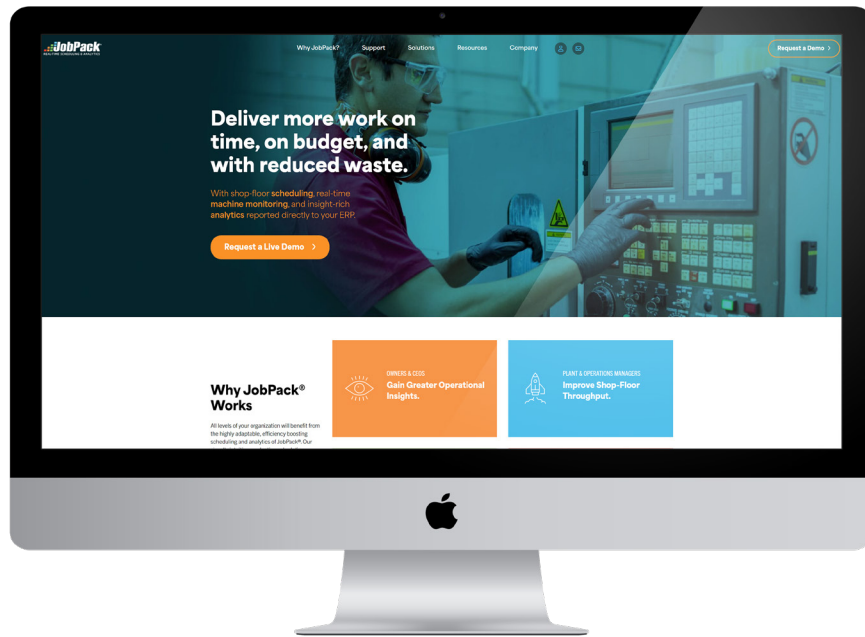 JobPack
REALTIME SCHEDULING & ANALYTICS
Why JobPack?
Support
Solutions
Resources
Company
Request a Demo
Deliver more work on
time, on budget, and
with reduced waste.
With shop-floor scheduling, real-time
machine monitoring, and insight-rich
analytics reported directly to your ERP.
Request a Live Demo
Why JobPack®
Works
All levels of your organization will benefit from
the highly adaptable, efficiency boosting
scheduling and analytics of JobPack®. Our
OWNERS & CEOS
Gain Greater Operational
Insights.
PLANT & OPERATIONS MANAGERS
Improve Shop-Floor
Throughput.